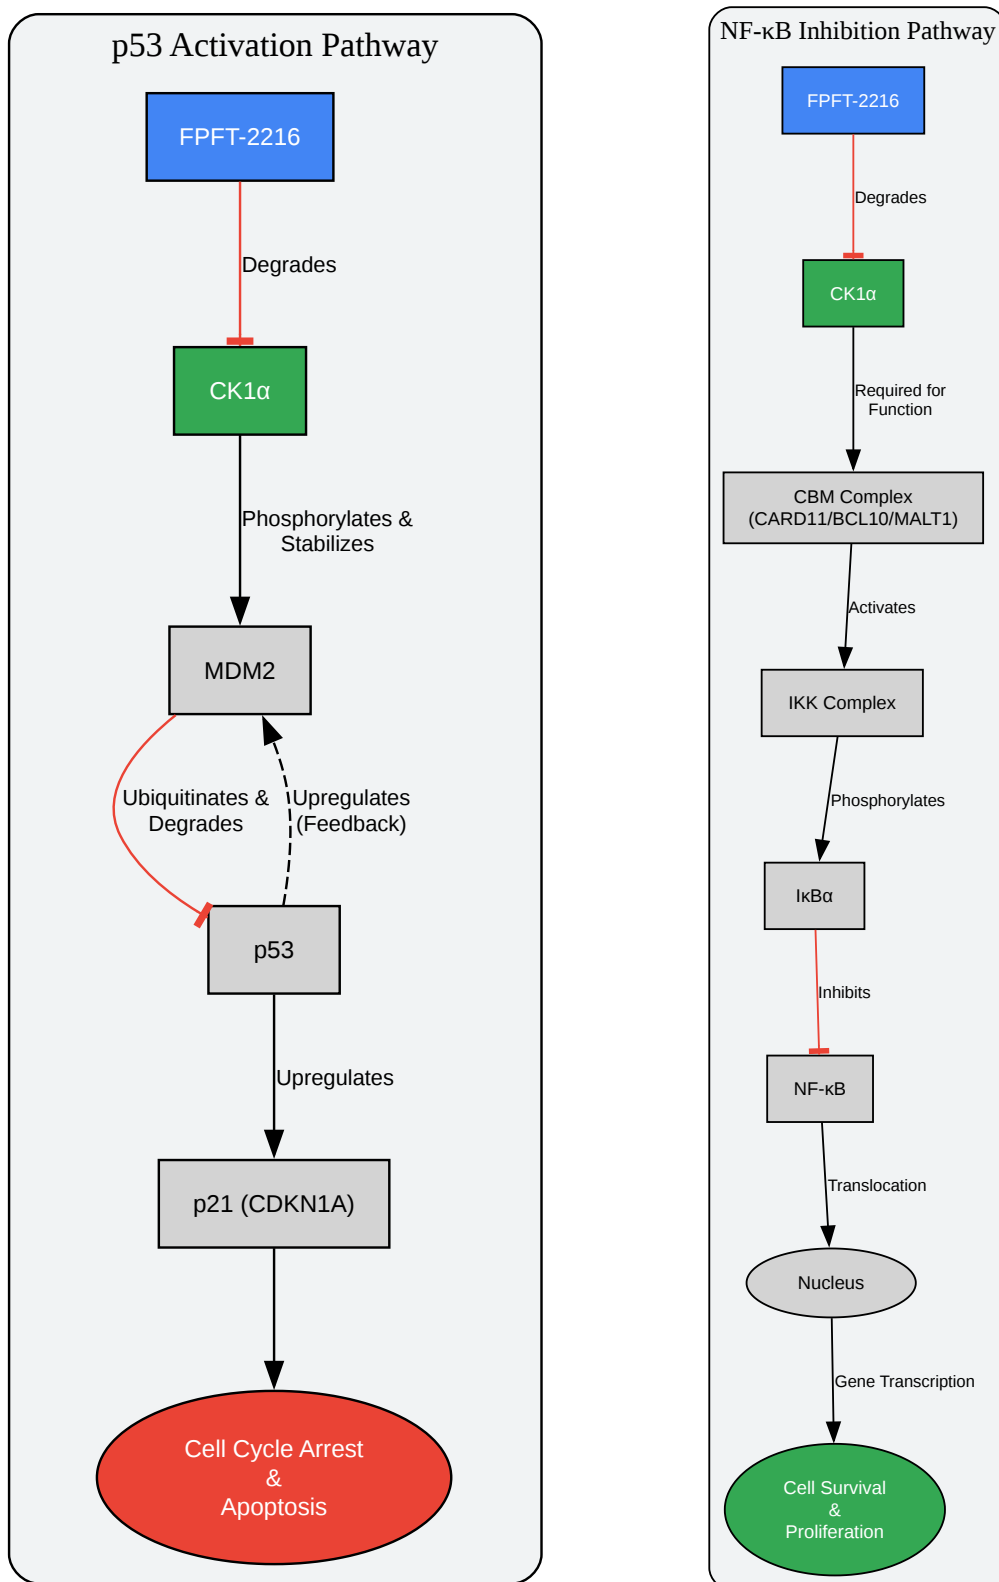 p53 Activation Pathway
FPFT-2216
Degrades
CK1α
Phosphorylates &
Stabilizes
MDM2
Ubiquitinates &
Degrades
Upregulates
(Feedback)
p53
Upregulates
p21 (CDKN1A)
Cell Cycle Arrest
&
Apoptosis
NF-κB Inhibition Pathway
FPFT-2216
Degrades
CK1α
Required for
Function
CBM Complex
(CARD11/BCL10/MALT1)
Activates
IKK Complex
Phosphorylates
IκBα
Inhibits
NF-κB
Translocation
Nucleus
Gene Transcription
Cell Survival
&
Proliferation